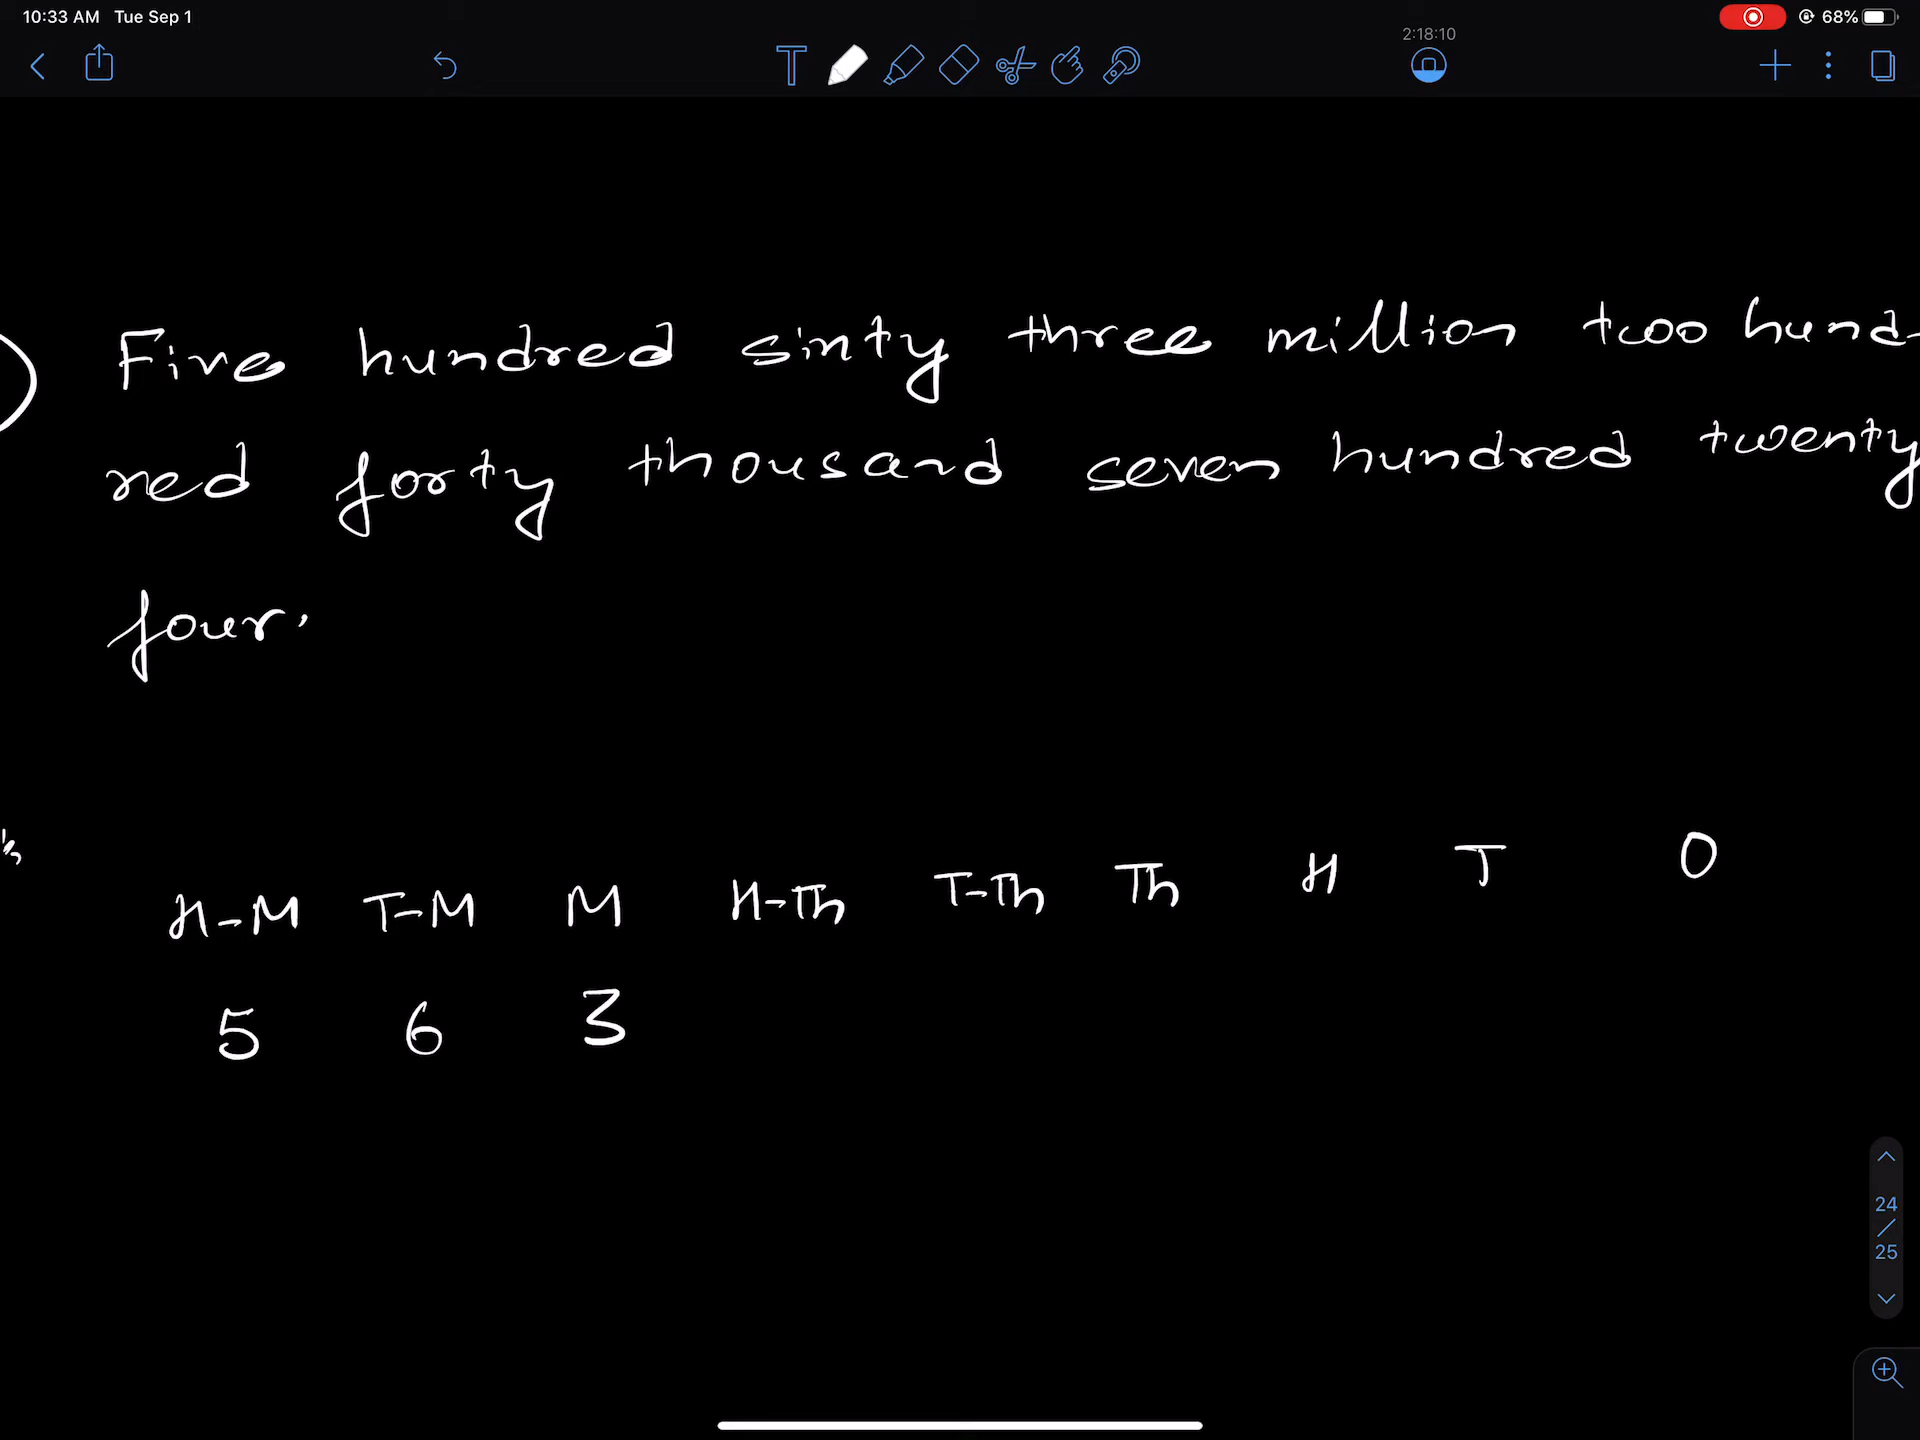 10:33 AM Tue Sep 1
68%
2:18:10
Five hundred sixty three million two hund-
red forty thousand seven hundred twenty
four.
H-M T-M M H-Th T-Th Th H T O
5 6 3
24
/
25